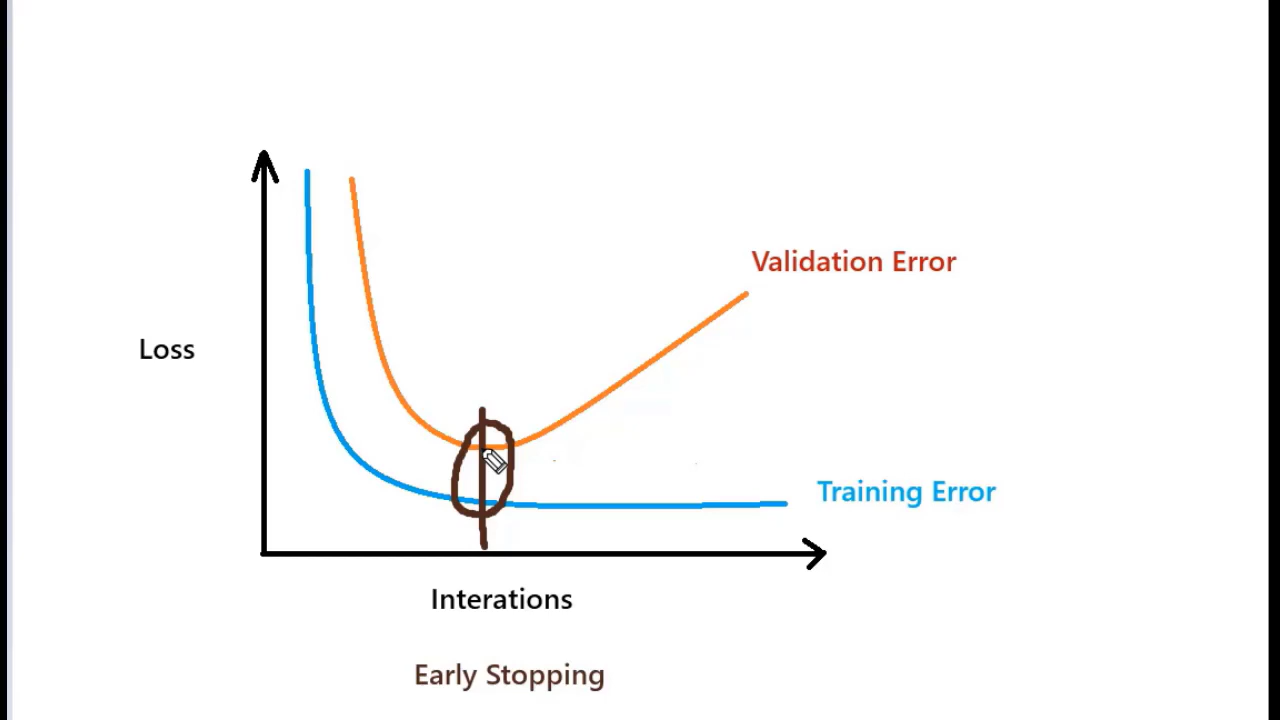 Validation Error
Loss
Training Error
Interations
Early Stopping